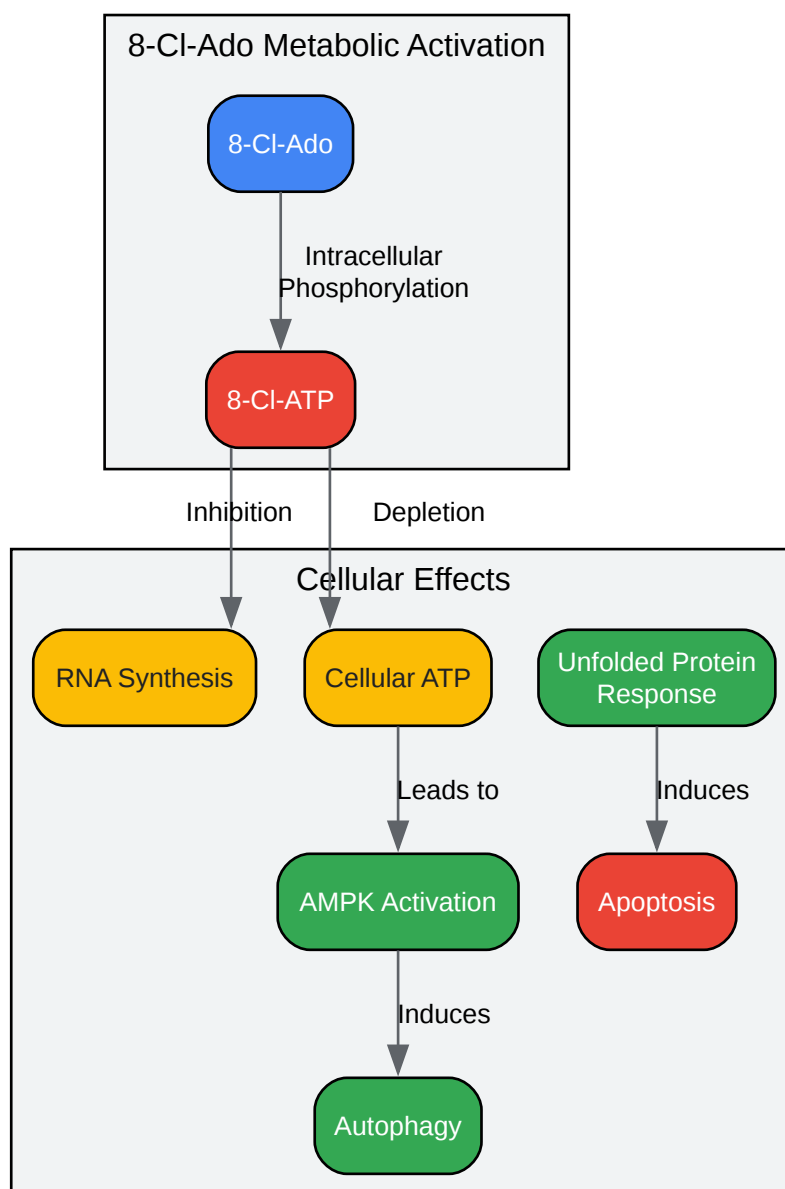 8-Cl-Ado Metabolic Activation
8-Cl-Ado
Intracellular
Phosphorylation
8-Cl-ATP
Inhibition
Depletion
Cellular Effects
RNA Synthesis
Cellular ATP
Unfolded Protein
Response
Leads to
Induces
AMPK Activation
Apoptosis
Induces
Autophagy